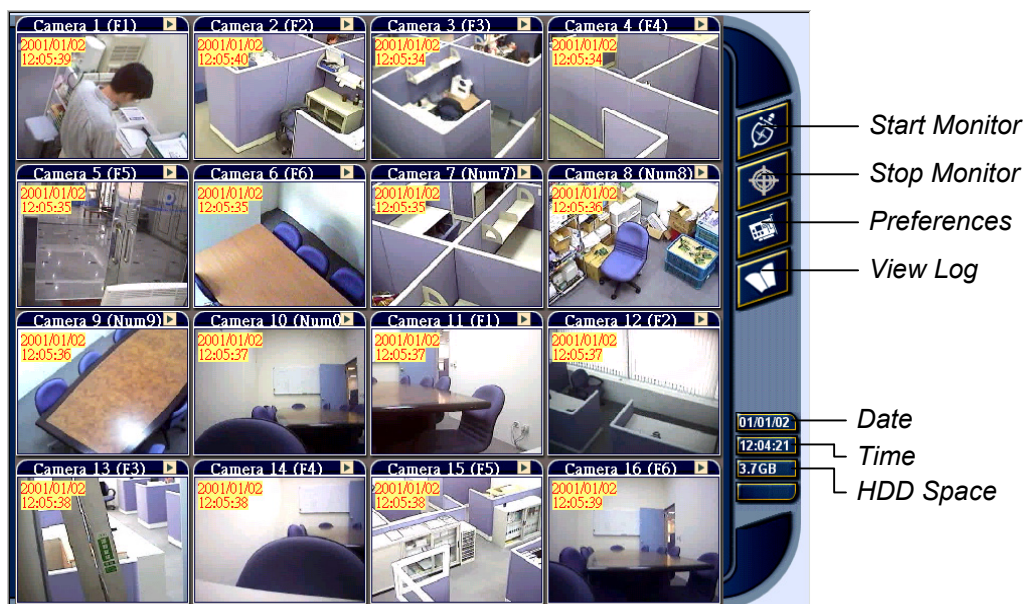 Camera 1 (F1)
2001/01/02
12:05:39
Camera 2 (F2)
2001/01/02
12:05:40
Camera 3 (F3)
2001/01/02
12:05:34
Camera 4 (F4)
2001/01/02
12:05:34
Camera 5 (F5)
2001/01/02
12:05:35
Camera 6 (F6)
2001/01/02
12:05:35
Camera 7 (Num7)
2001/01/02
12:05:35
Camera 8 (Num8)
2001/01/02
12:05:36
Camera 9 (Num9)
2001/01/02
12:05:36
Camera 10 (Num0
2001/01/02
12:05:37
Camera 11 (F1)
2001/01/02
12:05:37
Camera 12 (F2)
2001/01/02
12:05:37
Camera 13 (F3)
2001/01/02
12:05:38
Camera 14 (F4)
2001/01/02
12:05:38
Camera 15 (F5)
2001/01/02
12:05:38
Camera 16 (F6)
2001/01/02
12:05:39
Start Monitor
Stop Monitor
Preferences
View Log
01/01/02
Date
12:04:21
Time
3.7GB
HDD Space